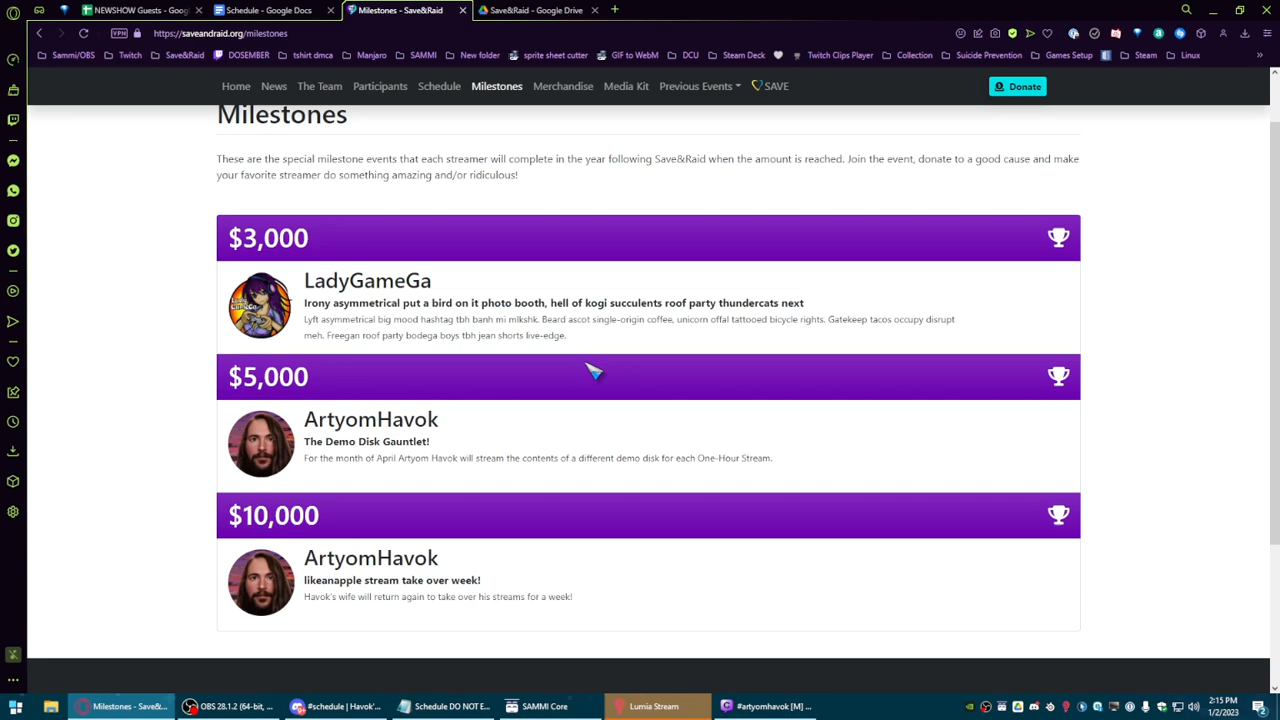 NEWSHOW Guests - Goog
Schedule - Google Docs
Milestones - Save&Raid
Save&Raid - Google Drive
VPN
https://saveandraid.org/milestones
Sammi/OBS
Twitch
Save&Raid
DOSEMBER
tshirt dmca
Manjaro
SAMMI
New folder
sprite sheet cutter
GIF to WebM
DCU
Steam Deck
Twitch Clips Player
Collection
Suicide Prevention
Games Setup
Steam
Linux
Home
News
The Team
Participants
Schedule
Milestones
Merchandise
Media Kit
Previous Events
SAVE
Donate
Milestones
These are the special milestone events that each streamer will complete in the year following Save&Raid when the amount is reached. Join the event, donate to a good cause and make
your favorite streamer do something amazing and/or ridiculous!
$3,000
LadyGameGa
Irony asymmetrical put a bird on it photo booth, hell of kogi succulents roof party thundercats next
Lyft asymmetrical big mood hashtag tbh banh mi mlkshk. Beard ascot single-origin coffee, unicorn offal tattooed bicycle rights. Gatekeep tacos occupy disrupt
meh. Freegan roof party bodega boys tbh jean shorts live-edge.
$5,000
ArtyomHavok
The Demo Disk Gauntlet!
For the month of April Artyom Havok will stream the contents of a different demo disk for each One-Hour Stream.
$10,000
ArtyomHavok
likeanapple stream take over week!
Havok's wife will return again to take over his streams for a week!
Milestones - Save&...
OBS 28.1.2 (64-bit, ...
#schedule | Havok'...
Schedule DO NOT E...
SAMMI Core
Lumia Stream
#artyomhavok [M] ...
2:15 PM
1/2/2023